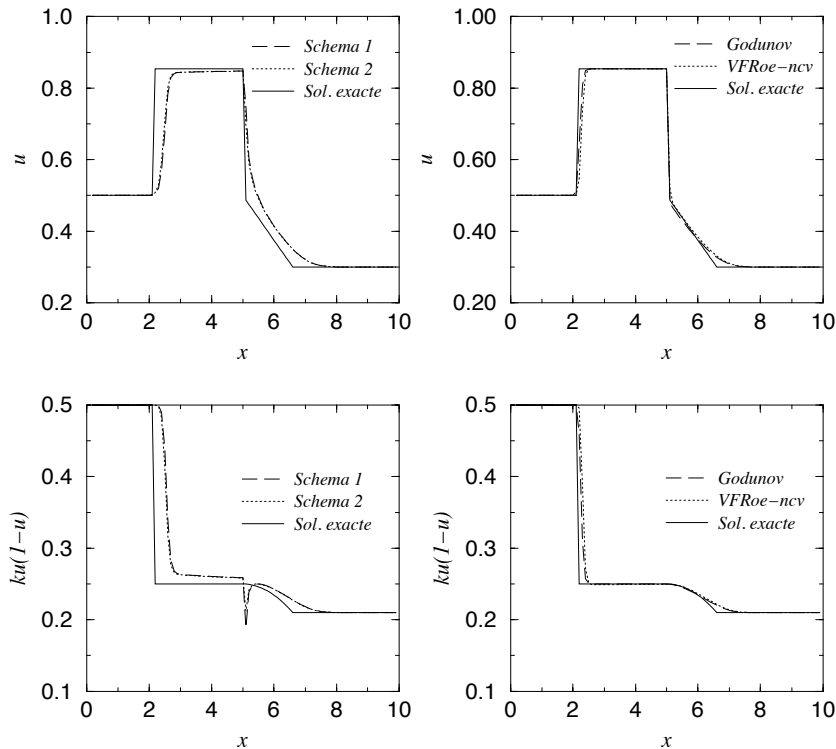 1.0
0.8
0.6
0.4
0.2
u
0 2 4 6 8 10
x
Schema 1
Schema 2
Sol. exacte
1.00
0.80
0.60
0.40
0.20
u
0 2 4 6 8 10
x
Godunov
VFRoe−ncv
Sol. exacte
0.5
0.4
0.3
0.2
0.1
ku(1−u)
0 2 4 6 8 10
x
Schema 1
Schema 2
Sol. exacte
0.5
0.4
0.3
0.2
0.1
ku(1−u)
0 2 4 6 8 10
x
Godunov
VFRoe−ncv
Sol. exacte